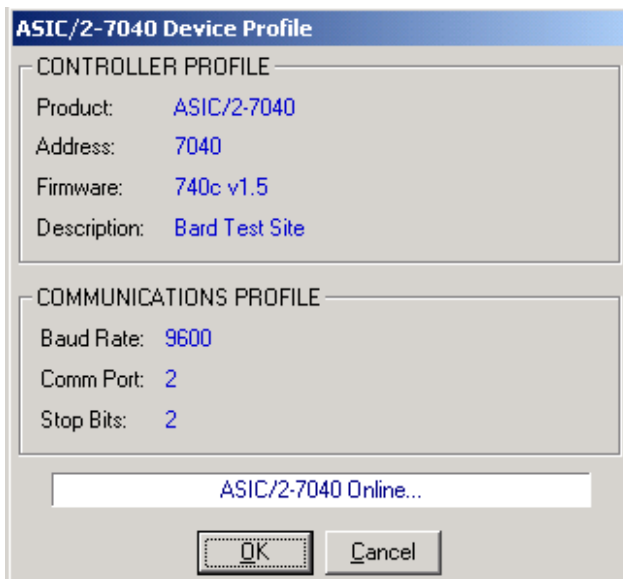 ASIC/2-7040 Device Profile
CONTROLLER PROFILE
Product: ASIC/2-7040
Address: 7040
Firmware: 740c v1.5
Description: Bard Test Site
COMMUNICATIONS PROFILE
Baud Rate: 9600
Comm Port: 2
Stop Bits: 2
ASIC/2-7040 Online...
OK Cancel